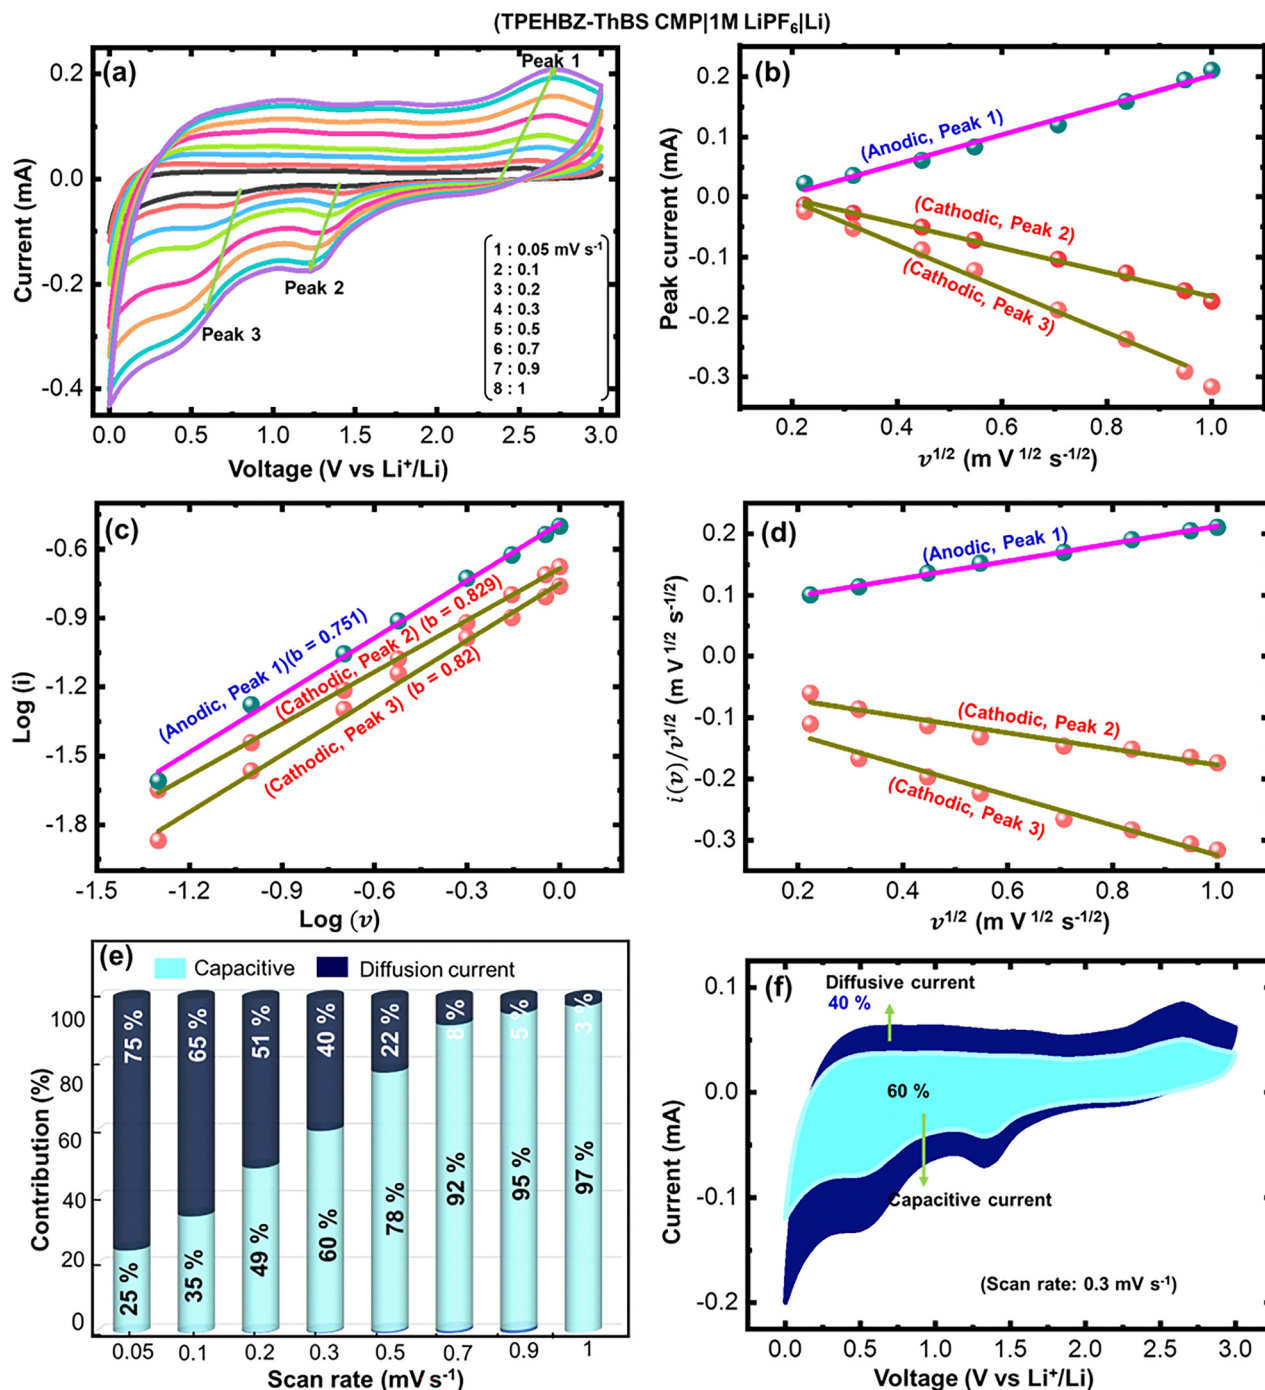 (TPEHBZ-ThBS CMP|1M LiPF₆|Li)
(a)
Peak 1
Peak 2
Peak 3
1 : 0.05 mV s⁻¹
2 : 0.1
3 : 0.2
4 : 0.3
5 : 0.5
6 : 0.7
7 : 0.9
8 : 1
0.2
0.0
-0.2
-0.4
Current (mA)
0.0 0.5 1.0 1.5 2.0 2.5 3.0
Voltage (V vs Li⁺/Li)
(b)
(Anodic, Peak 1)
(Cathodic, Peak 2)
(Cathodic, Peak 3)
0.2
0.1
0.0
-0.1
-0.2
-0.3
Peak current (mA)
0.2 0.4 0.6 0.8 1.0
v¹/² (m V ¹/² s⁻¹/²)
(c)
(Anodic, Peak 1)(b = 0.751)
(Cathodic, Peak 2) (b = 0.829)
(Cathodic, Peak 3) (b = 0.82)
-0.6
-0.9
-1.2
-1.5
-1.8
Log (i)
-1.5 -1.2 -0.9 -0.6 -0.3 0.0
Log (v)
(d)
(Anodic, Peak 1)
(Cathodic, Peak 2)
(Cathodic, Peak 3)
0.2
0.1
0.0
-0.1
-0.2
-0.3
i(v)/v¹/² (m V ¹/² s⁻¹/²)
0.2 0.4 0.6 0.8 1.0
v¹/² (m V ¹/² s⁻¹/²)
(e)
Capacitive
Diffusion current
75 % 65 % 51 % 40 % 22 % 8 % 5 % 3 %
25 % 35 % 49 % 60 % 78 % 92 % 95 % 97 %
100
80
60
40
20
0
Contribution (%)
0.05 0.1 0.2 0.3 0.5 0.7 0.9 1
Scan rate (mV s⁻¹)
(f)
Diffusive current
40 %
60 %
Capacitive current
(Scan rate: 0.3 mV s⁻¹)
0.1
0.0
-0.1
-0.2
Current (mA)
0.0 0.5 1.0 1.5 2.0 2.5 3.0
Voltage (V vs Li⁺/Li)